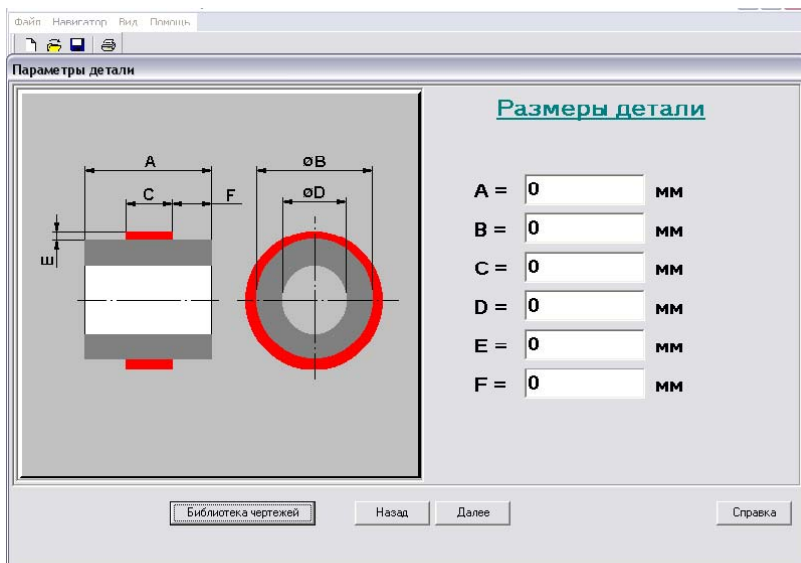 Файл Навигатор Вид Помощь
Параметры детали
Размеры детали
A
øB
C
F
øD
E
A = 0 мм
B = 0 мм
C = 0 мм
D = 0 мм
E = 0 мм
F = 0 мм
Библиотека чертежей
Назад
Далее
Справка